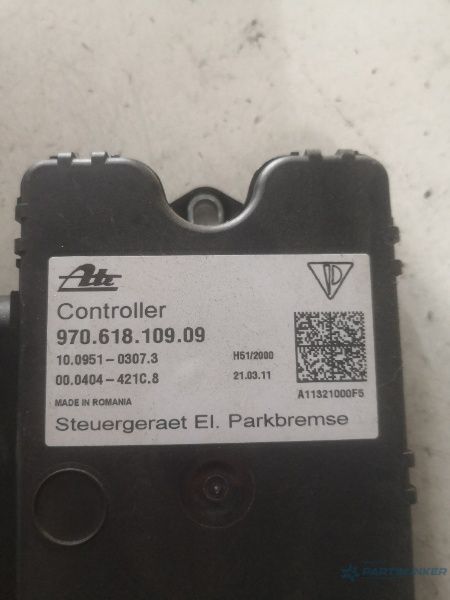 Ate
Controller
970.618.109.09
10.0951-0307.3 H51/2000
00.0404-421C.8 21.03.11
A11321000F5
MADE IN ROMANIA
Steuergeraet El. Parkbremse
PARTSUNKER